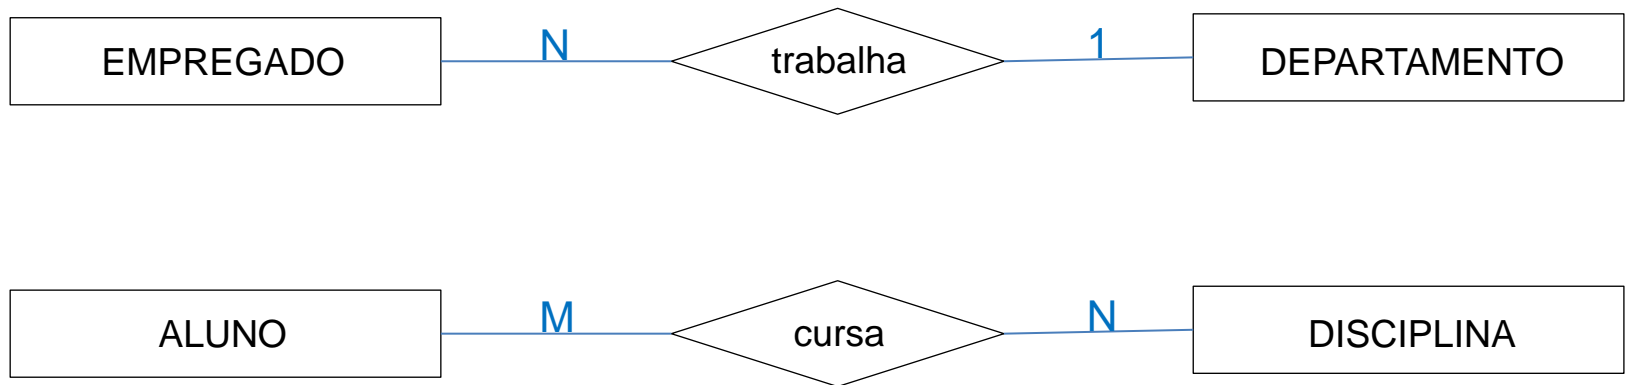 EMPREGADO N trabalha 1 DEPARTAMENTO
ALUNO M cursa N DISCIPLINA